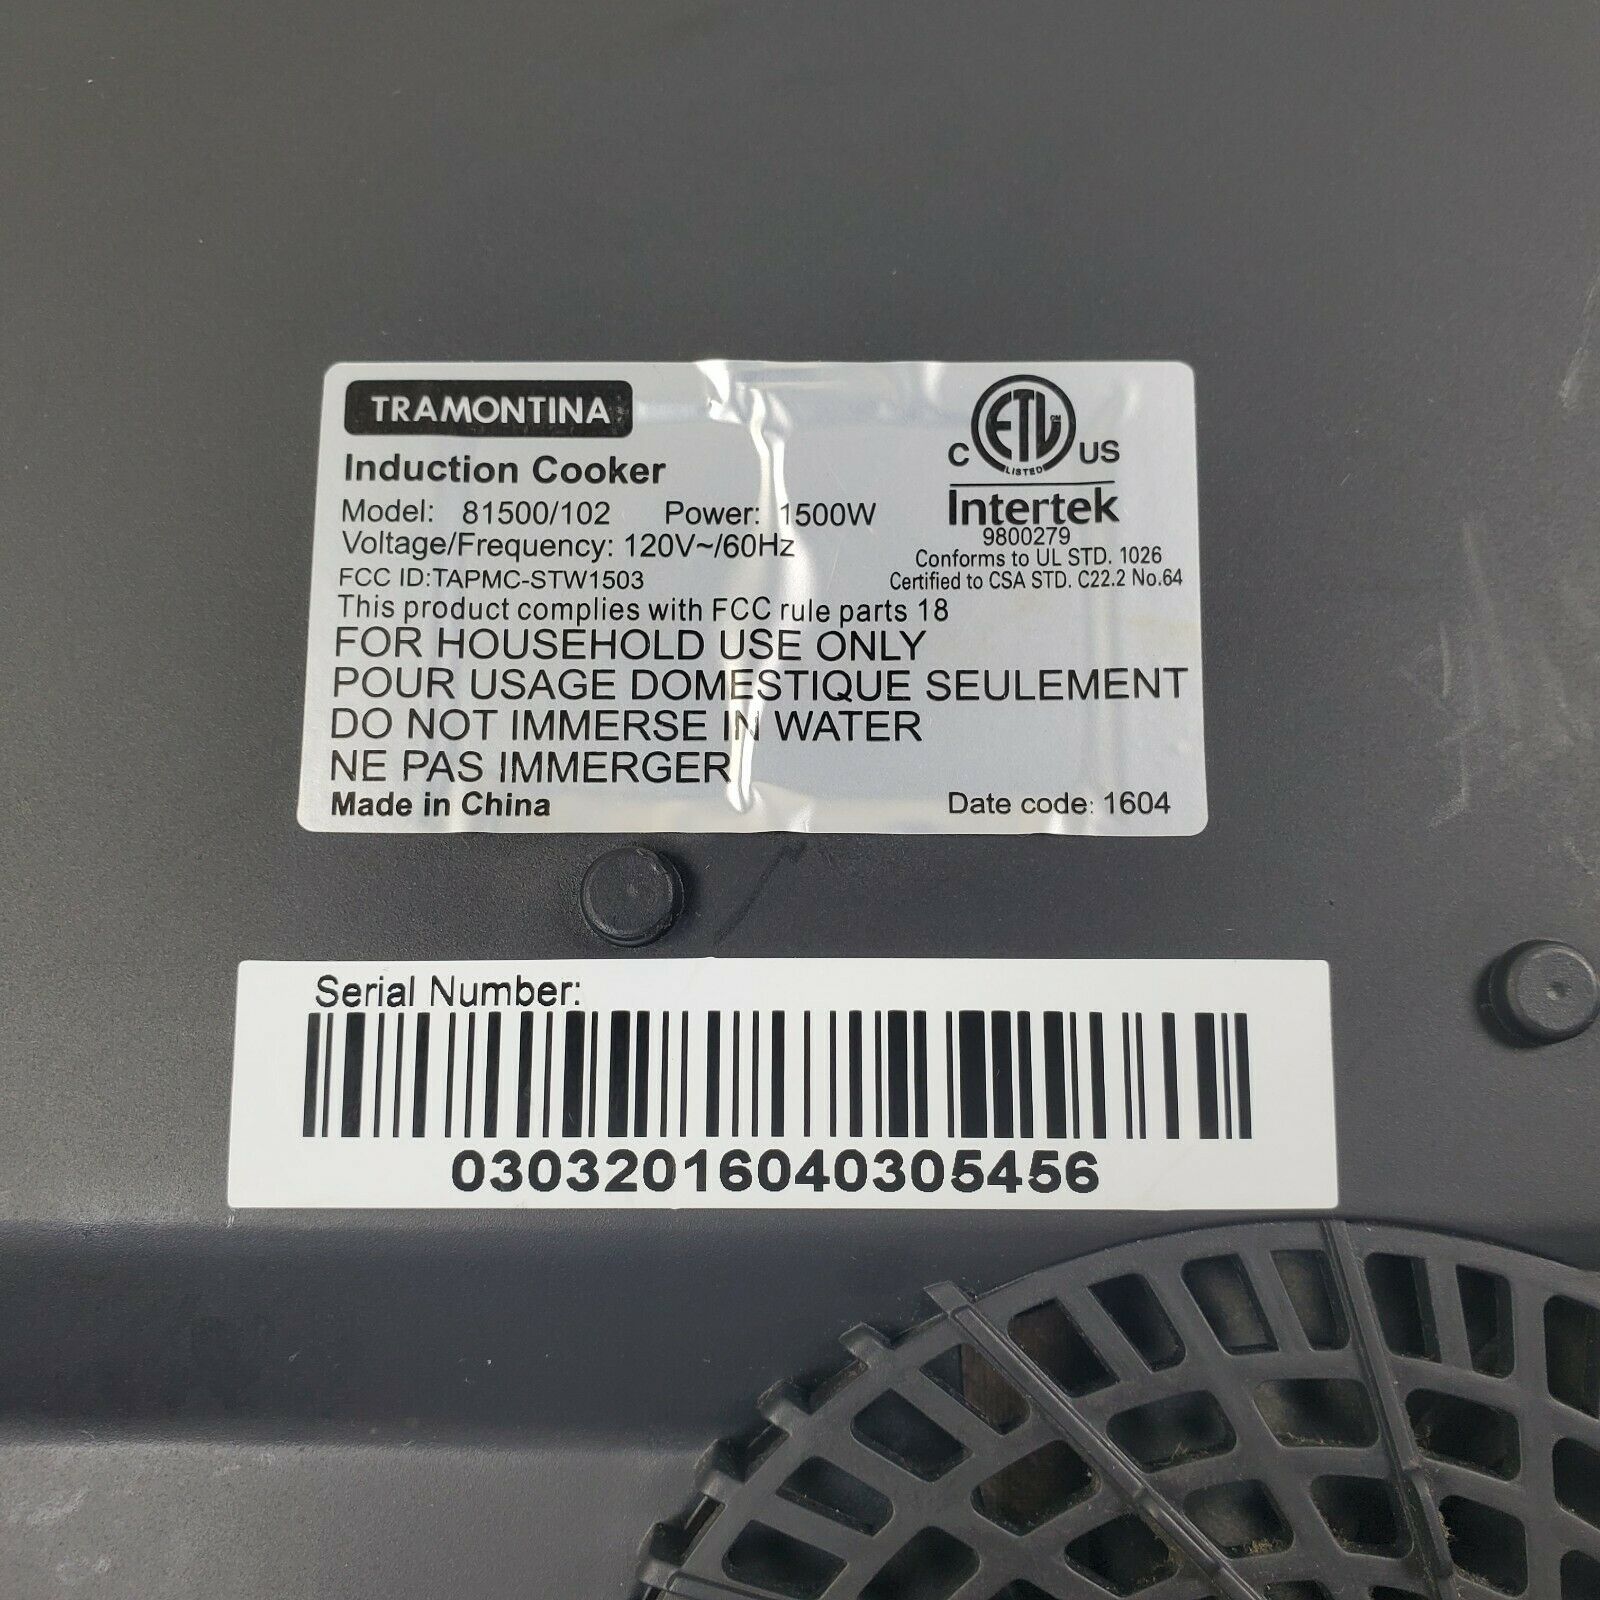 TRAMONTINA
Induction Cooker
Model: 81500/102 Power: 1500W
Voltage/Frequency: 120V~/60Hz
FCC ID:TAPMC-STW1503
This product complies with FCC rule parts 18
FOR HOUSEHOLD USE ONLY
POUR USAGE DOMESTIQUE SEULEMENT
DO NOT IMMERSE IN WATER
NE PAS IMMERGER
Made in China
Date code: 1604
C ETL CM US
LISTED
Intertek
9800279
Conforms to UL STD. 1026
Certified to CSA STD. C22.2 No.64
Serial Number:
03032016040305456